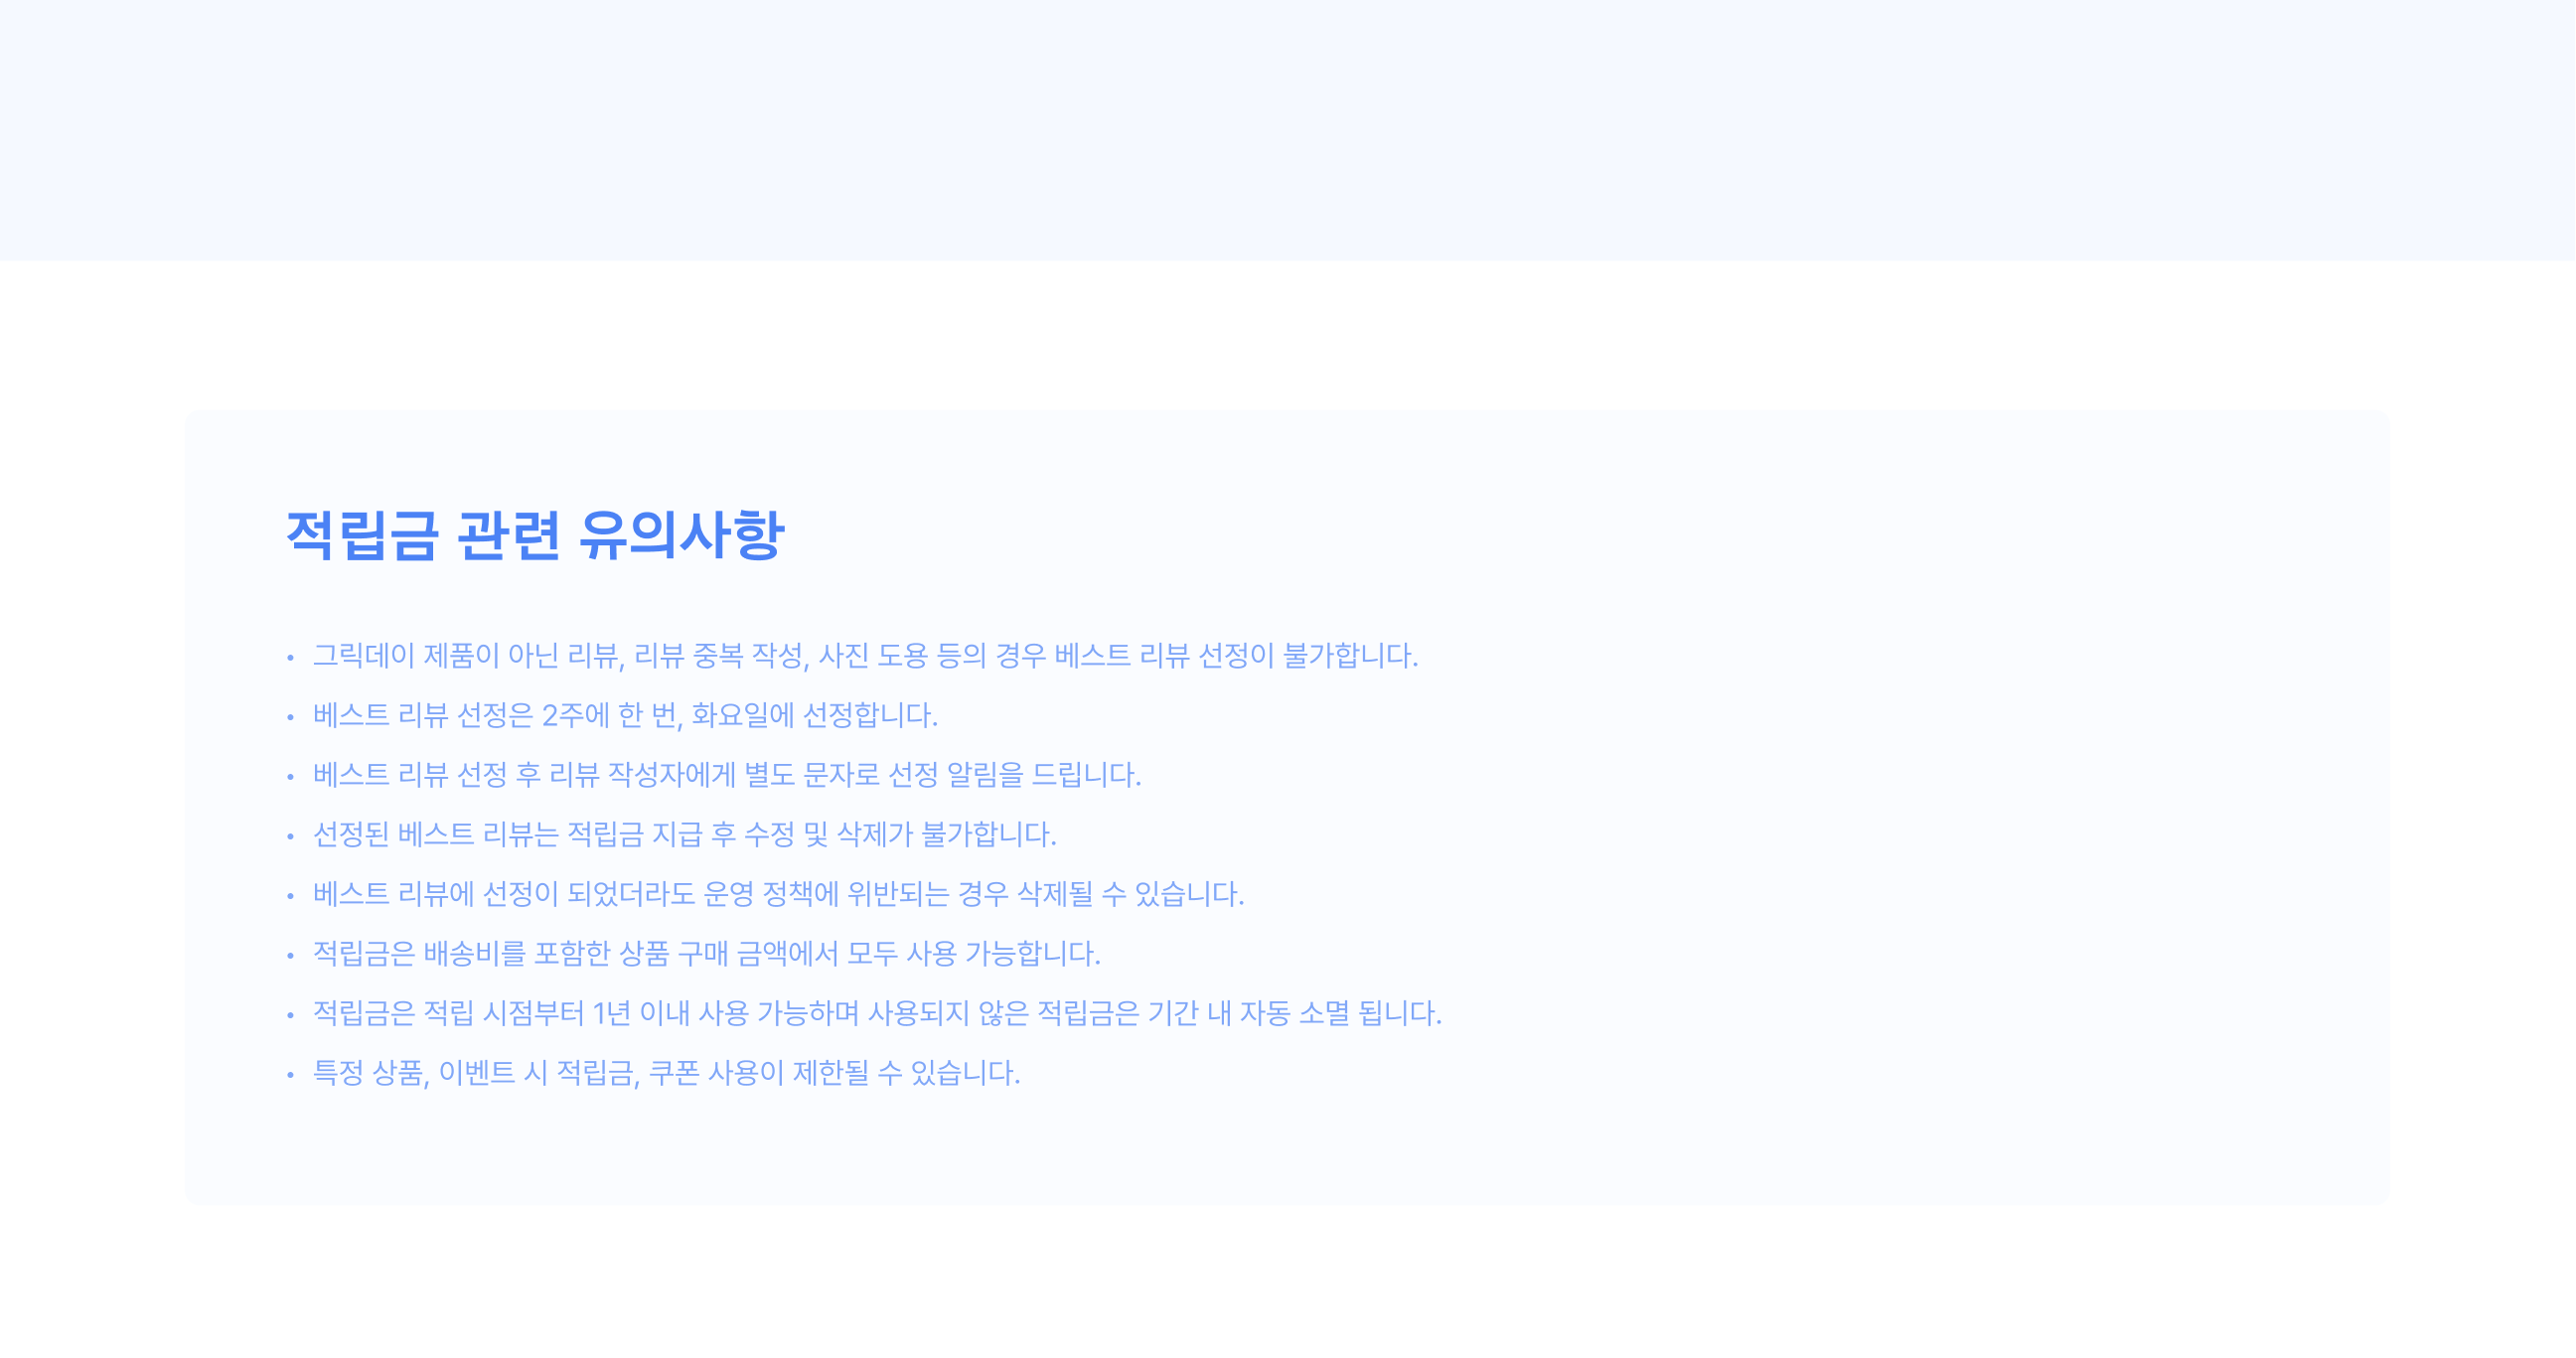 적립금 관련 유의사항
• 그릭데이 제품이 아닌 리뷰, 리뷰 중복 작성, 사진 도용 등의 경우 베스트 리뷰 선정이 불가합니다.
• 베스트 리뷰 선정은 2주에 한 번, 화요일에 선정합니다.
• 베스트 리뷰 선정 후 리뷰 작성자에게 별도 문자로 선정 알림을 드립니다.
• 선정된 베스트 리뷰는 적립금 지급 후 수정 및 삭제가 불가합니다.
• 베스트 리뷰에 선정이 되었더라도 운영 정책에 위반되는 경우 삭제될 수 있습니다.
• 적립금은 배송비를 포함한 상품 구매 금액에서 모두 사용 가능합니다.
• 적립금은 적립 시점부터 1년 이내 사용 가능하며 사용되지 않은 적립금은 기간 내 자동 소멸 됩니다.
• 특정 상품, 이벤트 시 적립금, 쿠폰 사용이 제한될 수 있습니다.